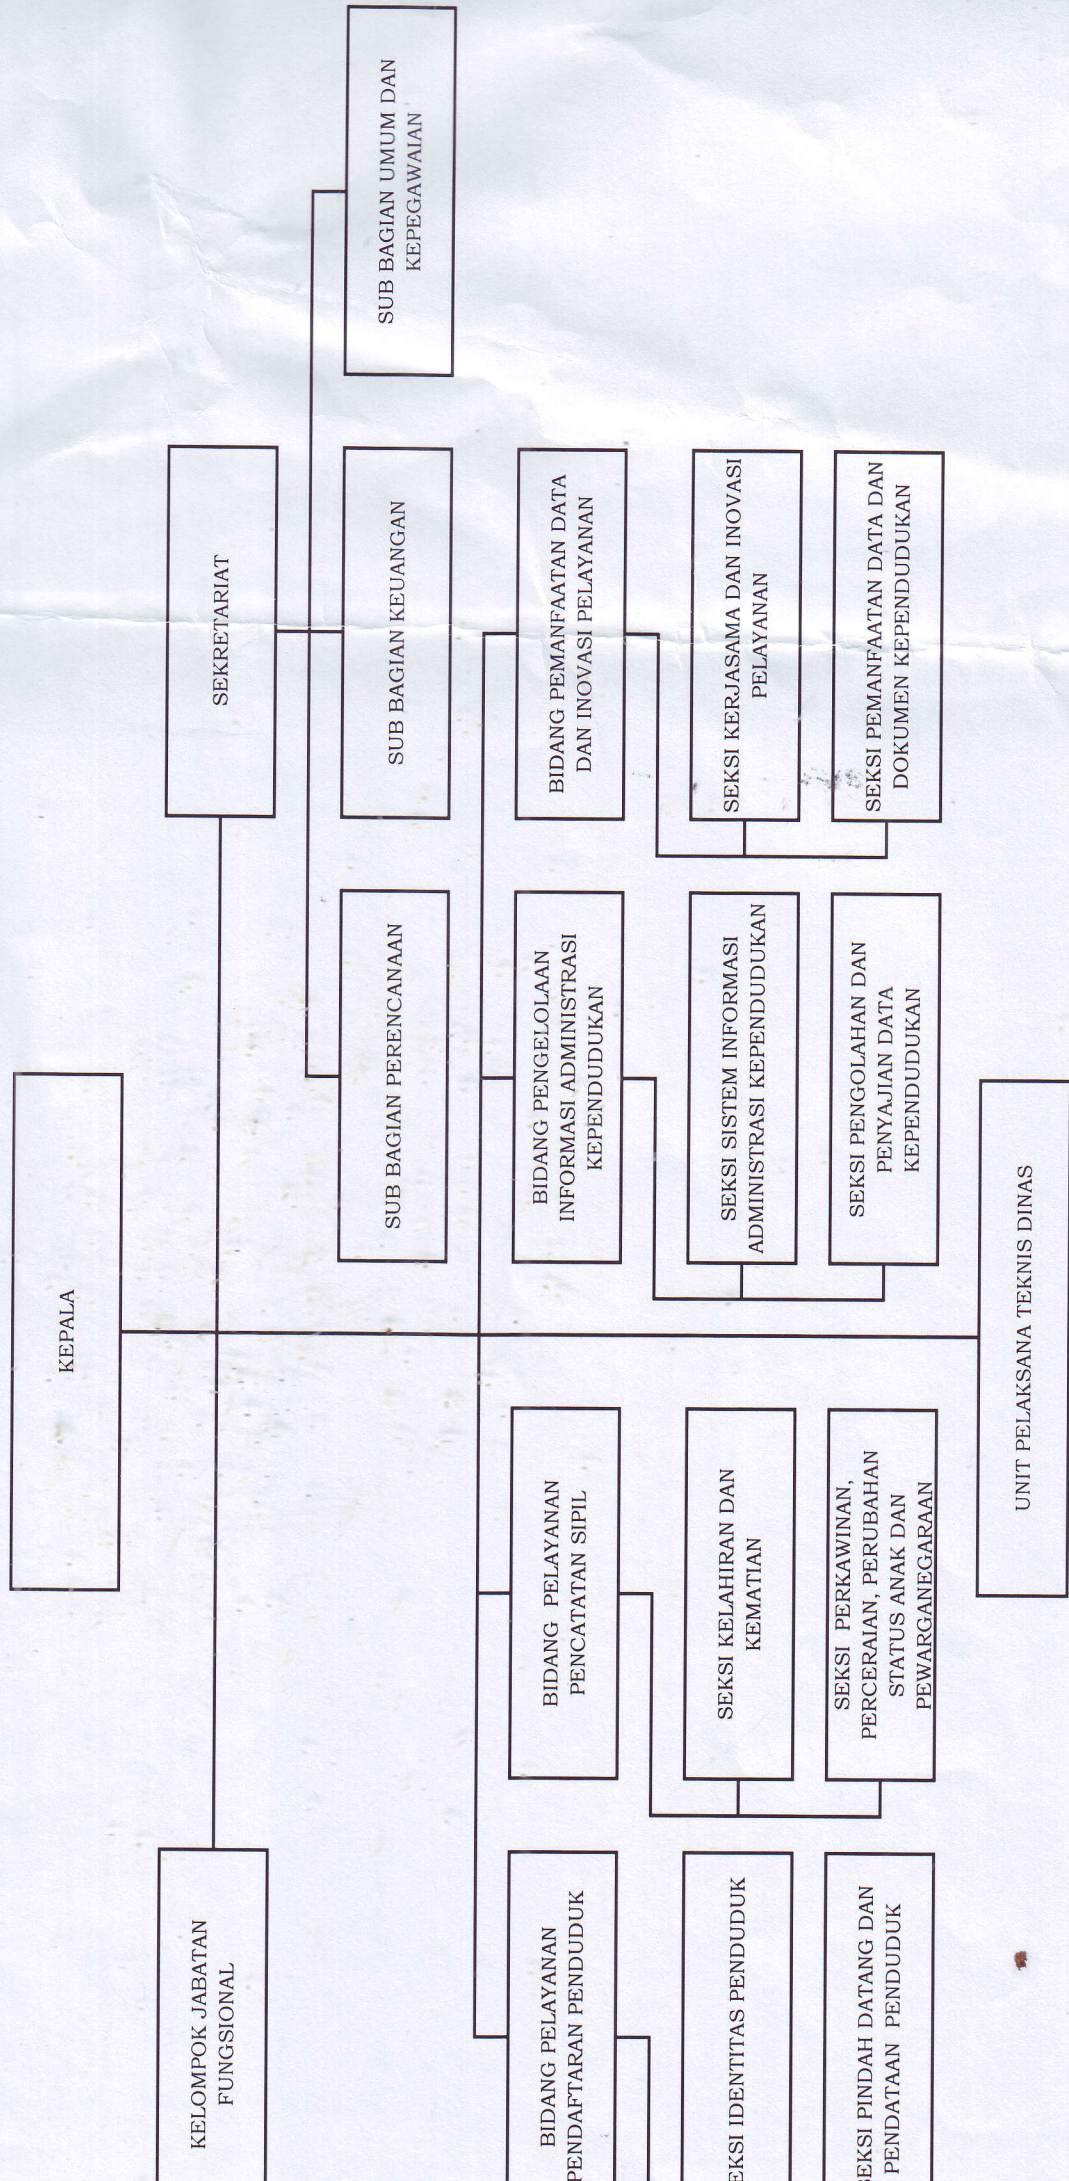 KEPALA
KELOMPOK JABATAN
FUNGSIONAL
SEKRETARIAT
SUB BAGIAN PERENCANAAN
SUB BAGIAN KEUANGAN
SUB BAGIAN UMUM DAN
KEPEGAWAIAN
BIDANG PELAYANAN
PENDAFTARAN PENDUDUK
BIDANG PELAYANAN
PENCATATAN SIPIL
BIDANG PENGELOLAAN
INFORMASI ADMINISTRASI
KEPENDUDUKAN
BIDANG PEMANFAATAN DATA
DAN INOVASI PELAYANAN
EKSI IDENTITAS PENDUDUK
SEKSI KELAHIRAN DAN
KEMATIAN
SEKSI SISTEM INFORMASI
ADMINISTRASI KEPENDUDUKAN
SEKSI KERJASAMA DAN INOVASI
PELAYANAN
EKSI PINDAH DATANG DAN
PENDATAAN PENDUDUK
SEKSI PERKAWINAN,
PERCERAIAN, PERUBAHAN
STATUS ANAK DAN
PEWARGANEGARAAN
SEKSI PENGOLAHAN DAN
PENYAJIAN DATA
KEPENDUDUKAN
SEKSI PEMANFAATAN DATA DAN
DOKUMEN KEPENDUDUKAN
UNIT PELAKSANA TEKNIS DINAS